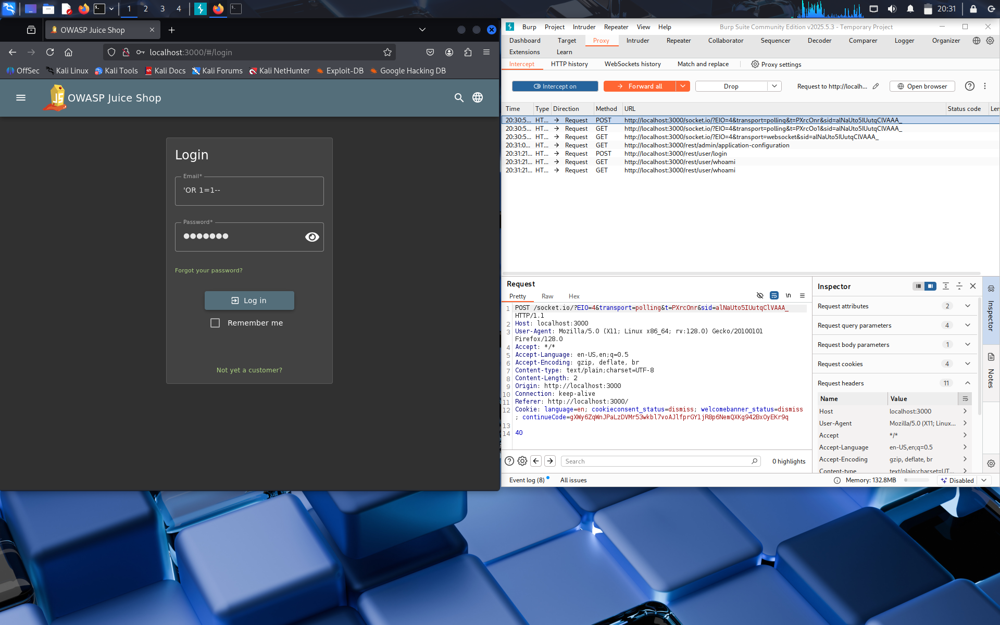 1 2 3 4
20:31
OWASP Juice Shop
localhost:3000/#/login
OffSec Kali Linux Kali Tools Kali Docs Kali Forums Kali NetHunter Exploit-DB Google Hacking DB
OWASP Juice Shop
Login
Email*
'OR 1=1--
Password*
Forgot your password?
Log in
Remember me
Not yet a customer?
Burp Project Intruder Repeater View Help Burp Suite Community Edition v2025.5.3 - Temporary Project
Dashboard Target Proxy Intruder Repeater Collaborator Sequencer Decoder Comparer Logger Organizer
Extensions Learn
Intercept HTTP history WebSockets history Match and replace Proxy settings
Intercept on Forward all Drop Request to http://localh... Open browser
Time Type Direction Method URL Status code Len
20:30:5... HT... Request POST http://localhost:3000/socket.io/?EIO=4&transport=polling&t=PXrcOnr&sid=alNaUto5IUutqClVAAA_
20:30:5... HT... Request GET http://localhost:3000/socket.io/?EIO=4&transport=polling&t=PXrcOo1&sid=alNaUto5IUutqClVAAA_
20:30:5... HT... Request GET http://localhost:3000/socket.io/?EIO=4&transport=websocket&sid=alNaUto5IUutqClVAAA_
20:31:0... HT... Request GET http://localhost:3000/rest/admin/application-configuration
20:31:21... HT... Request POST http://localhost:3000/rest/user/login
20:31:21... HT... Request GET http://localhost:3000/rest/user/whoami
20:31:21... HT... Request GET http://localhost:3000/rest/user/whoami
Request
Pretty Raw Hex \n
1 POST /socket.io/?EIO=4&transport=polling&t=PXrcOnr&sid=alNaUto5IUutqClVAAA_
HTTP/1.1
2 Host: localhost:3000
3 User-Agent: Mozilla/5.0 (X11; Linux x86_64; rv:128.0) Gecko/20100101
Firefox/128.0
4 Accept: */*
5 Accept-Language: en-US,en;q=0.5
6 Accept-Encoding: gzip, deflate, br
7 Content-type: text/plain;charset=UTF-8
8 Content-Length: 2
9 Origin: http://localhost:3000
10 Connection: keep-alive
11 Referer: http://localhost:3000/
12 Cookie: language=en; cookieconsent_status=dismiss; welcomebanner_status=dismiss
; continueCode=gXWy6ZqWnJPaLzDVMr53wkbl7voAJlfprGY1jR8p6NemQXKg942BxOyEKr9q
13
14 40
Search
0 highlights
Inspector
Request attributes 2
Request query parameters 4
Request body parameters 1
Request cookies 4
Request headers 11
Name Value
Host localhost:3000
User-Agent Mozilla/5.0 (X11; Linux...
Accept */*
Accept-Language en-US,en;q=0.5
Accept-Encoding gzip, deflate, br
Content-type text/plain;charset=UT...
Inspector
Notes
Event log (8) All issues
Memory: 132.8MB
Disabled